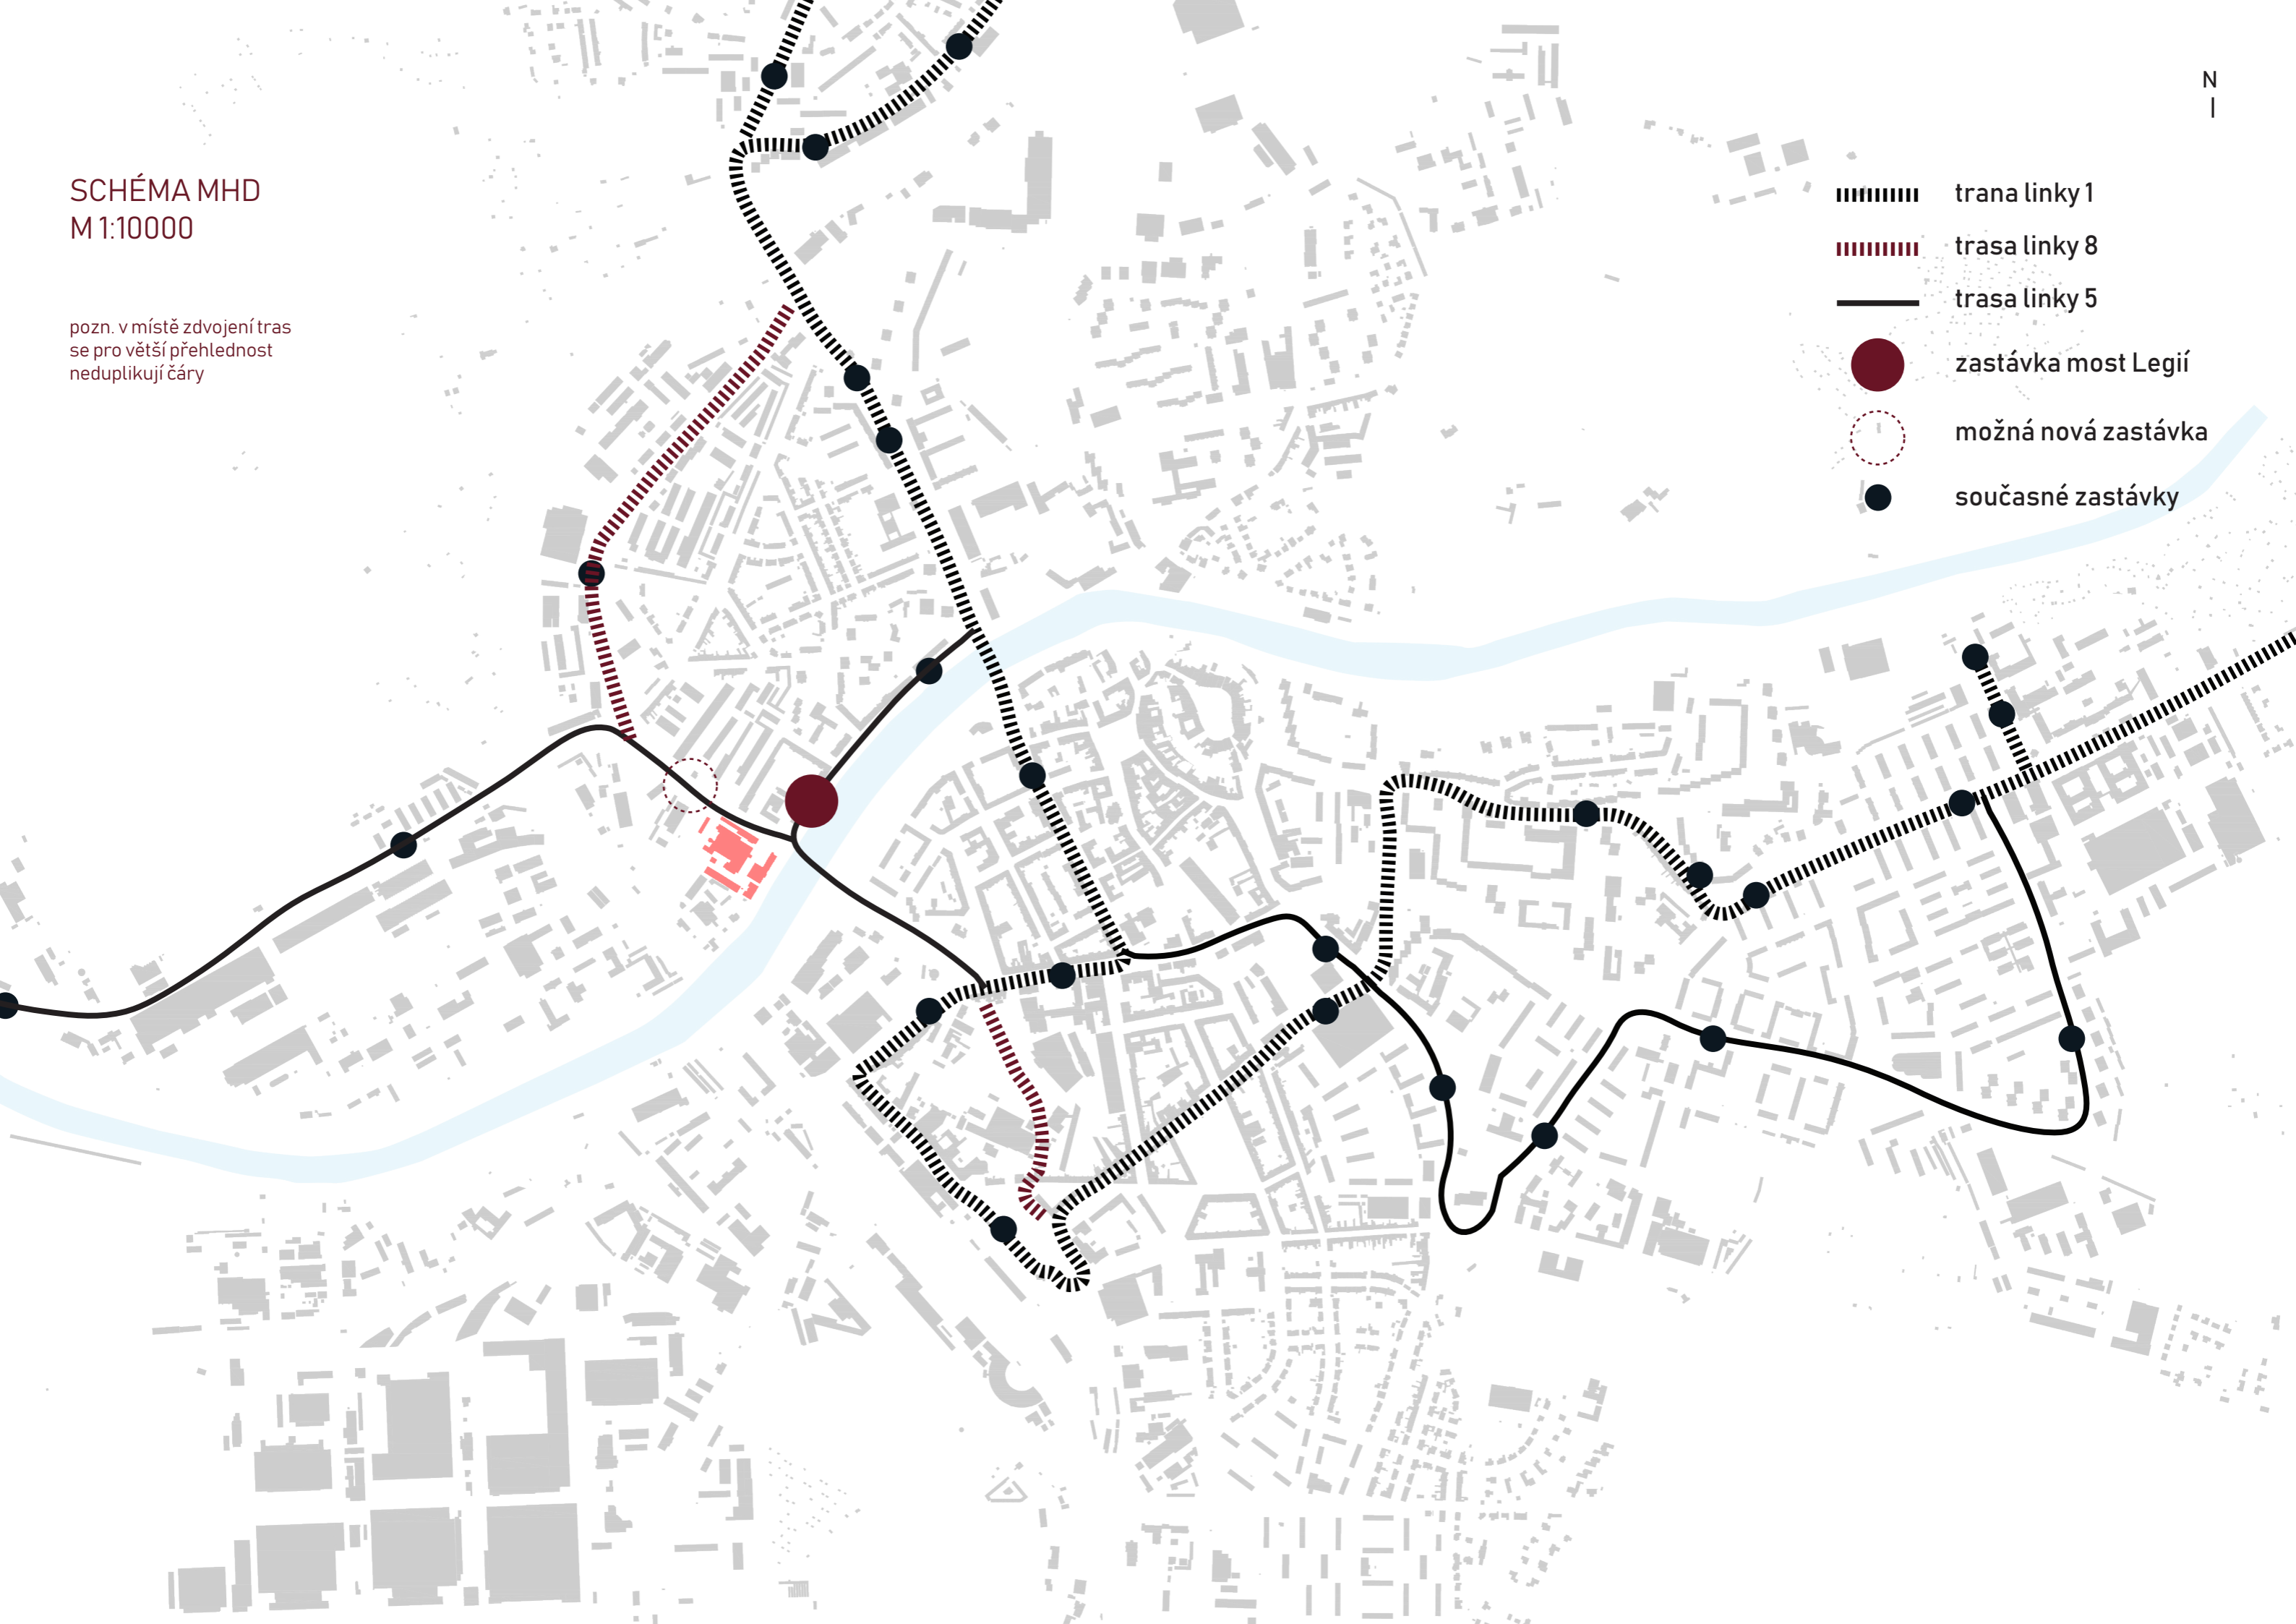 SCHÉMA MHD
M 1:10000
pozn. v místě zdvojení tras
se pro větší přehlednost
neduplikují čáry
N
trana linky 1
trasa linky 8
trasa linky 5
zastávka most Legií
možná nová zastávka
současné zastávky